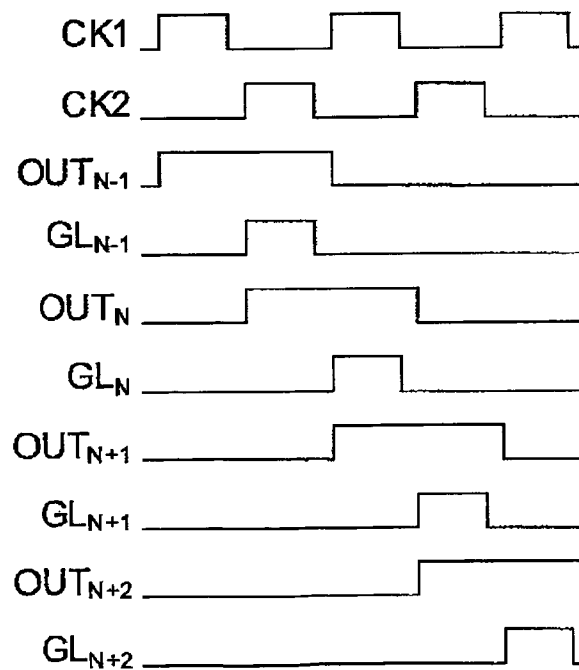 CK1
CK2
OUTN-1
GLN-1
OUTN
GLN
OUTN+1
GLN+1
OUTN+2
GLN+2